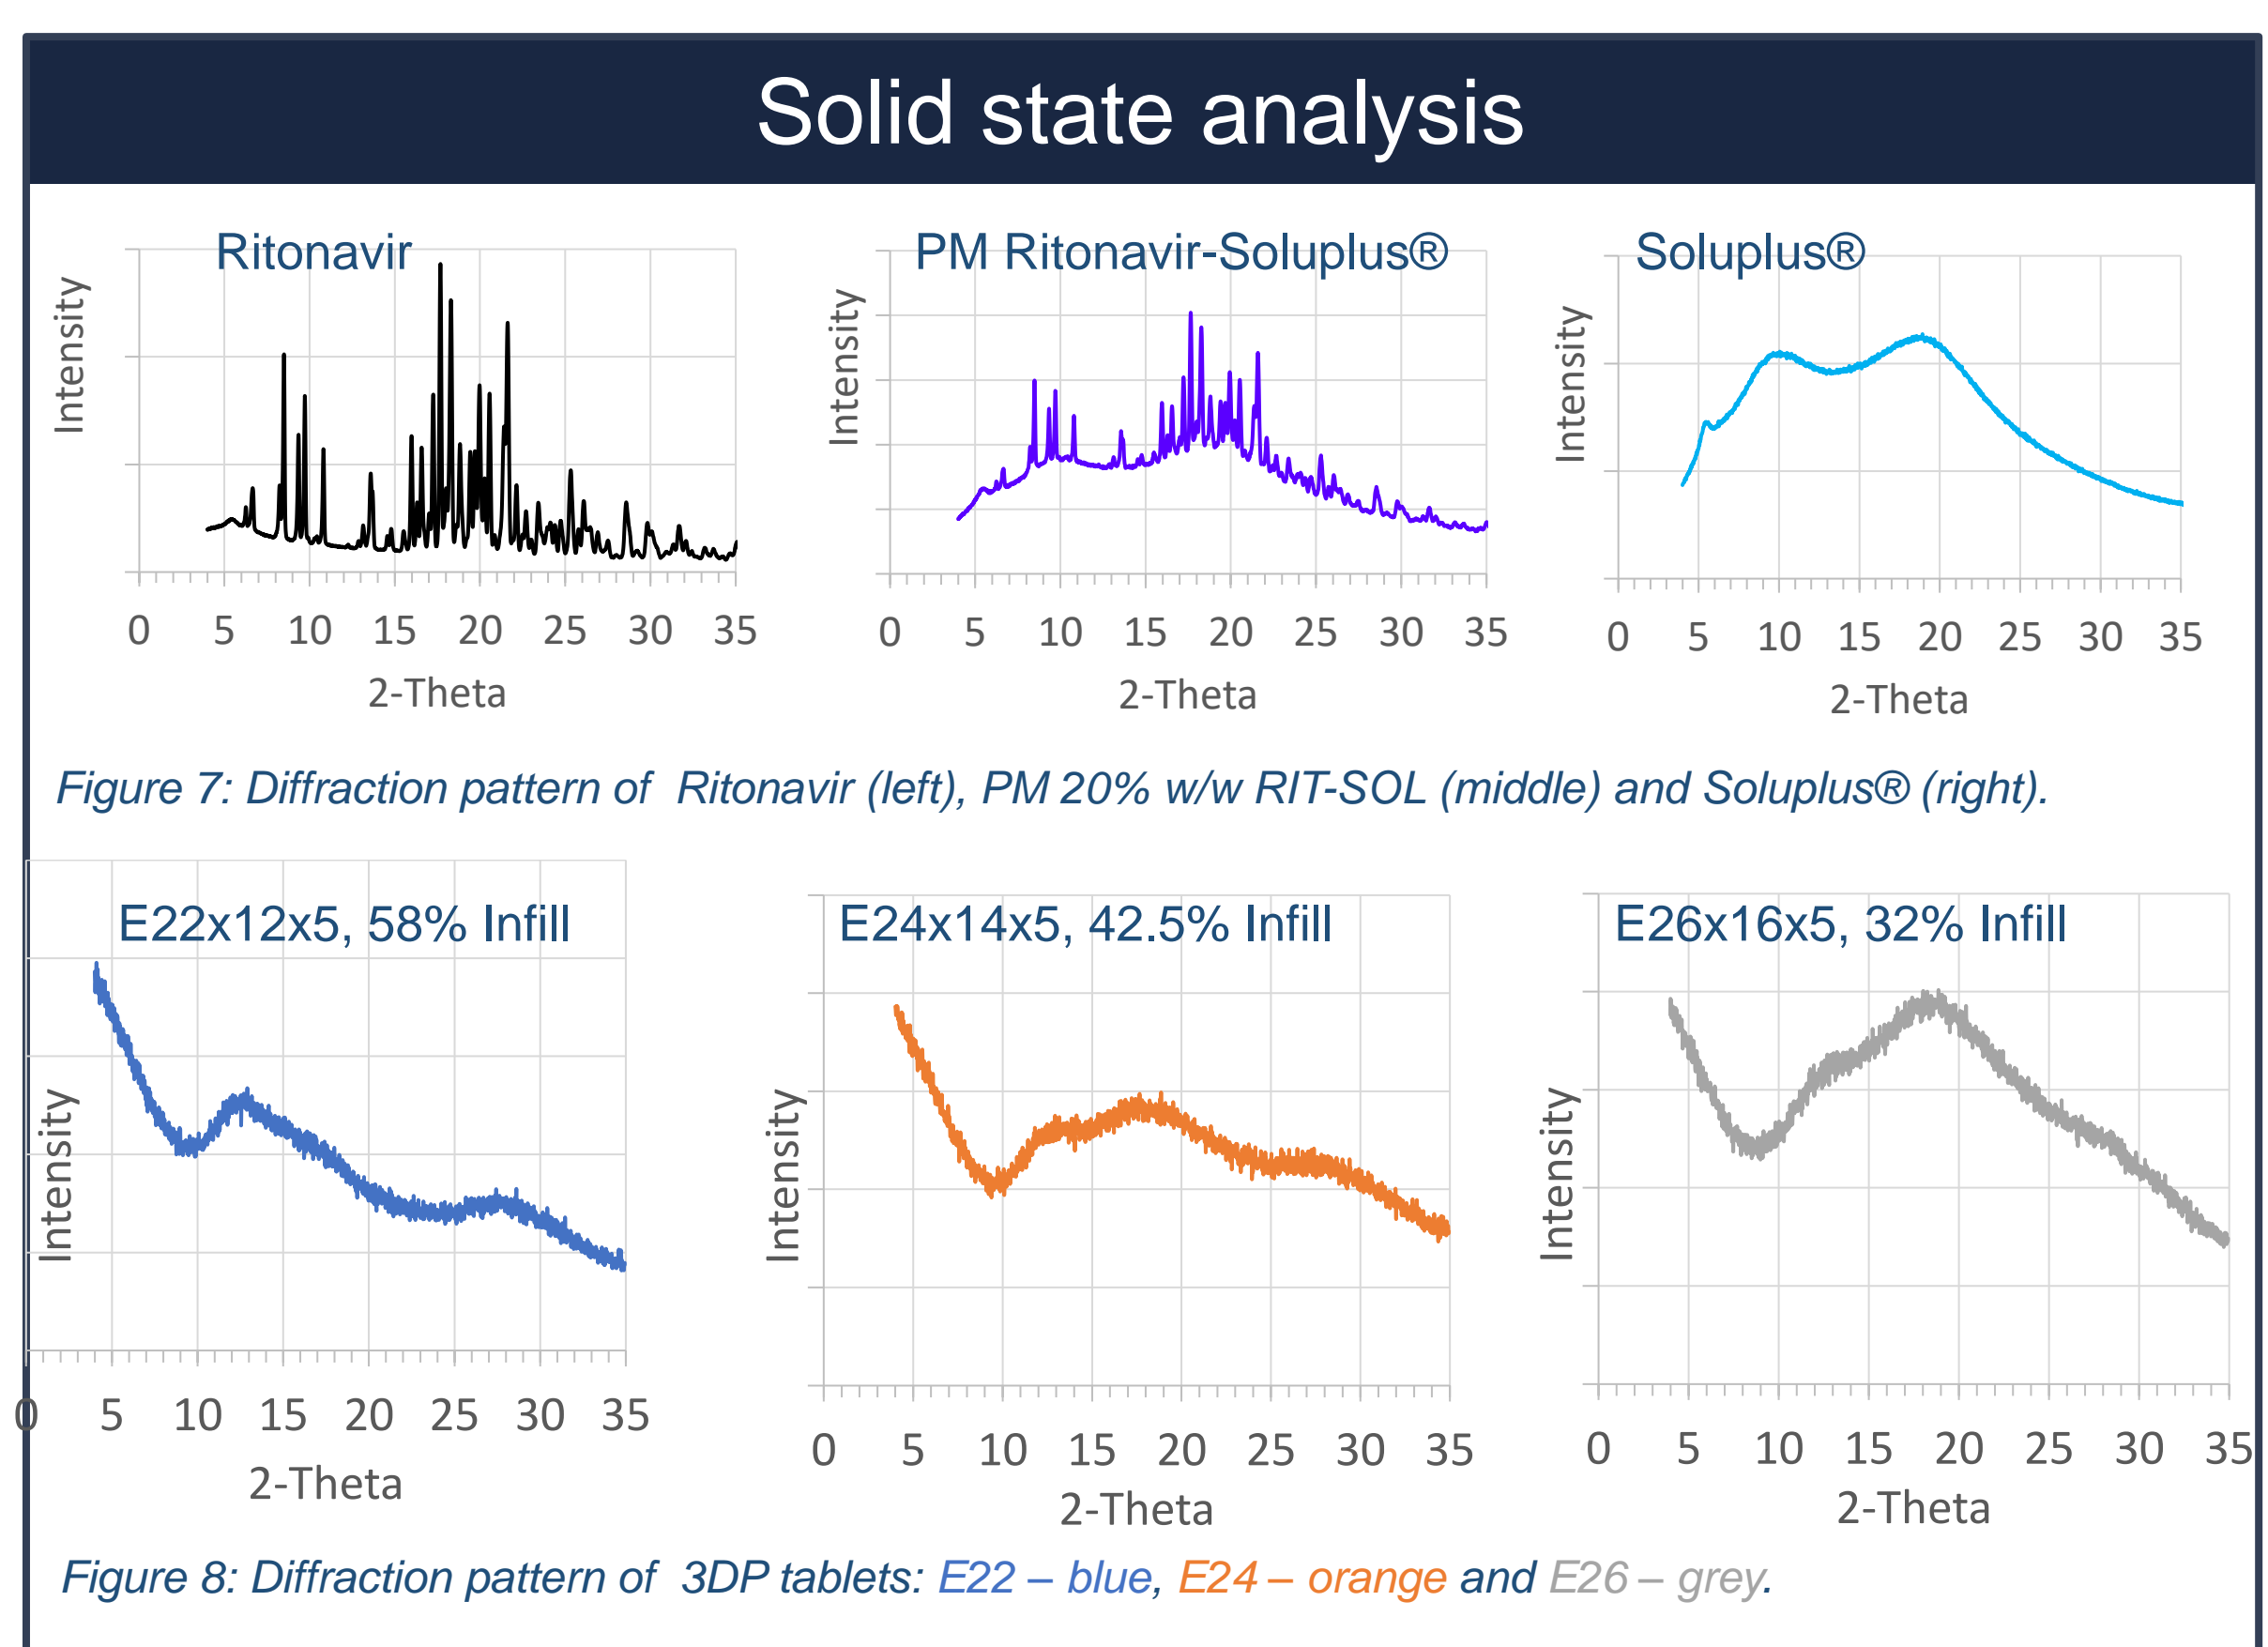 Solid state analysis
Ritonavir
PM Ritonavir-Soluplus®
Soluplus®
Intensity
Intensity
Intensity
0 5 10 15 20 25 30 35
0 5 10 15 20 25 30 35
0 5 10 15 20 25 30 35
2-Theta
2-Theta
2-Theta
Figure 7: Diffraction pattern of Ritonavir (left), PM 20% w/w RIT-SOL (middle) and Soluplus® (right).
E22x12x5, 58% Infill
E24x14x5, 42.5% Infill
E26x16x5, 32% Infill
Intensity
Intensity
Intensity
0 5 10 15 20 25 30 35
0 5 10 15 20 25 30 35
0 5 10 15 20 25 30 35
2-Theta
2-Theta
2-Theta
Figure 8: Diffraction pattern of 3DP tablets: E22 – blue, E24 – orange and E26 – grey.